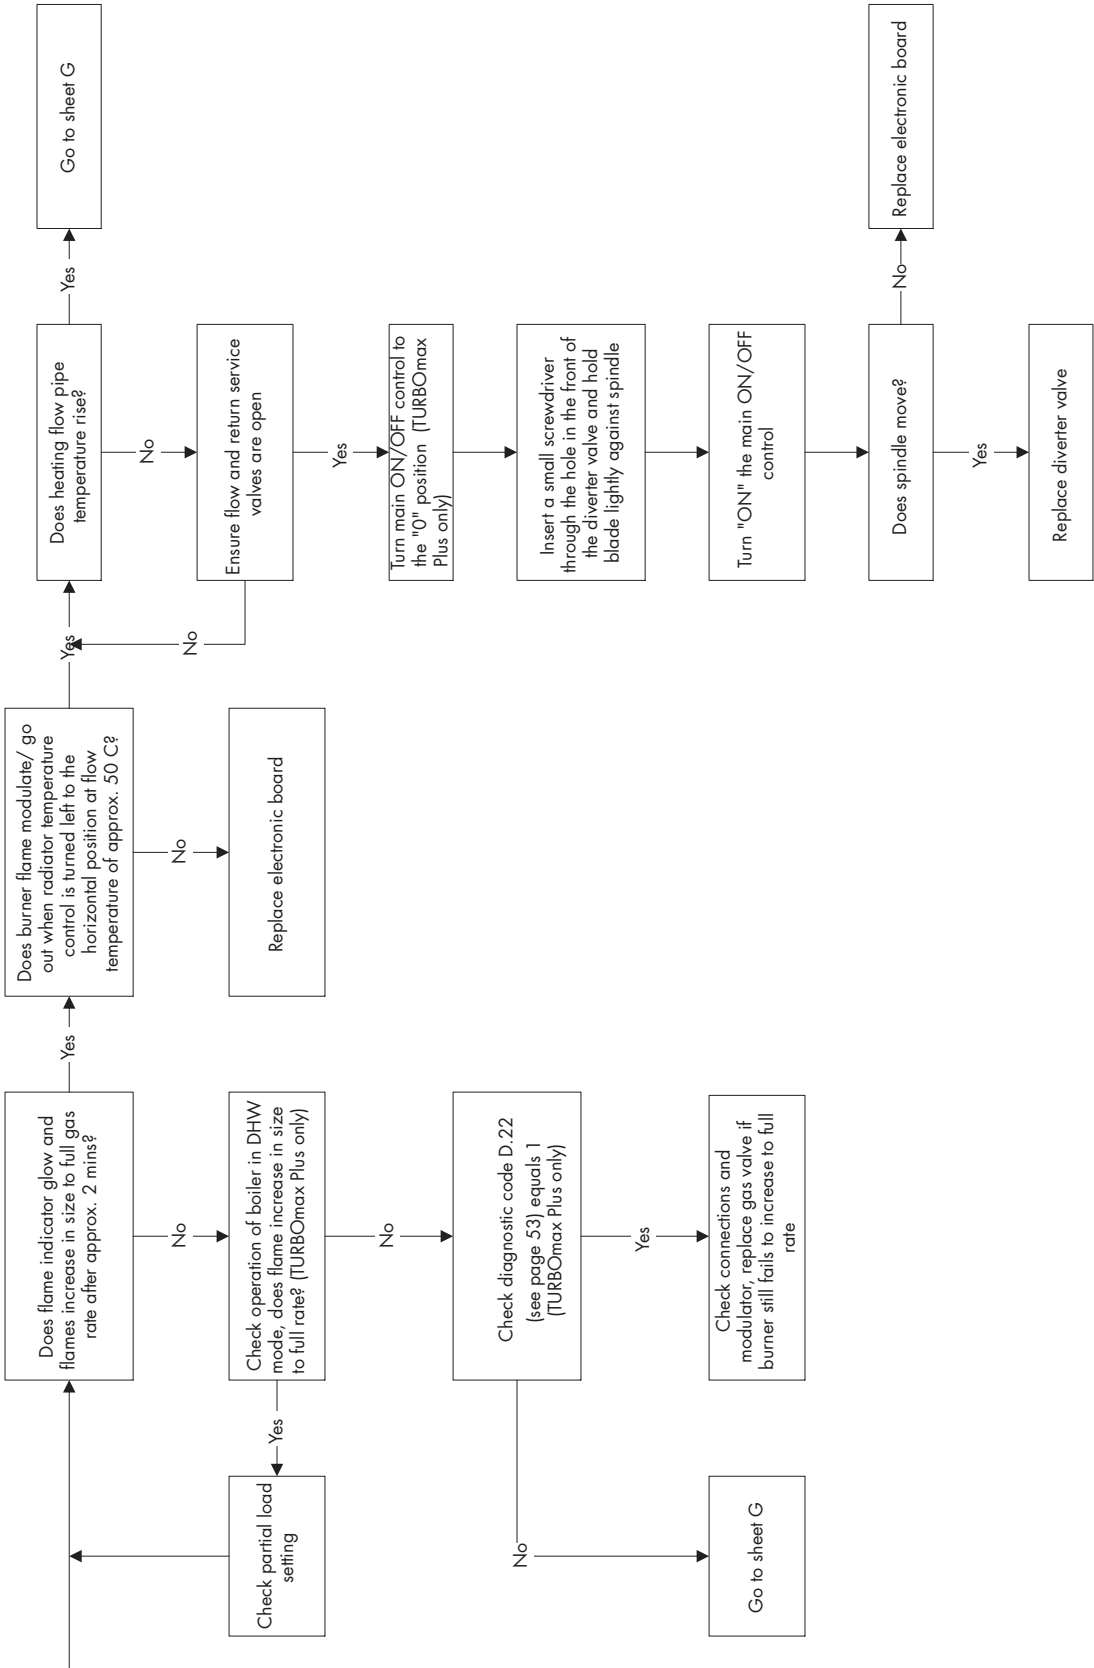 Does flame indicator glow and
flames increase in size to full gas
rate after approx. 2 mins?
Yes
No
Check operation of boiler in DHW
mode, does flame increase in size
to full rate? (TURBOmax Plus only)
Yes
Check partial load
setting
No
Check diagnostic code D.22
(see page 53) equals 1
(TURBOmax Plus only)
No
Go to sheet G
Yes
Check connections and
modulator, replace gas valve if
burner still fails to increase to full
rate
Does burner flame modulate/ go
out when radiator temperature
control is turned left to the
horizontal position at flow
temperature of approx. 50 C?
Yes
No
Replace electronic board
Does heating flow pipe
temperature rise?
Yes
Go to sheet G
No
Ensure flow and return service
valves are open
No
Yes
Turn main ON/OFF control to
the "0" position (TURBOmax
Plus only)
Insert a small screwdriver
through the hole in the front of
the diverter valve and hold
blade lightly against spindle
Turn "ON" the main ON/OFF
control
Does spindle move?
No
Replace electronic board
Yes
Replace diverter valve